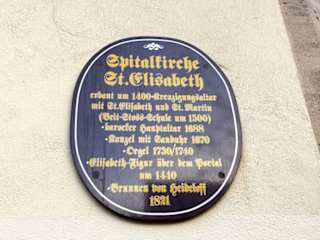 Spitalkirche
St.Elisabeth
erbaut um 1400·Kreuzigungsaltar
mit St.Elisabeth und St.Martin
(Veit-Stoss-Schule um 1500)
·barocker Hauptaltar 1688
·Kanzel mit Sanduhr 1670
·Orgel 1730/1740
·Elisabeth-Figur über dem Portal
um 1440
·Brunnen von Heideloff
1821